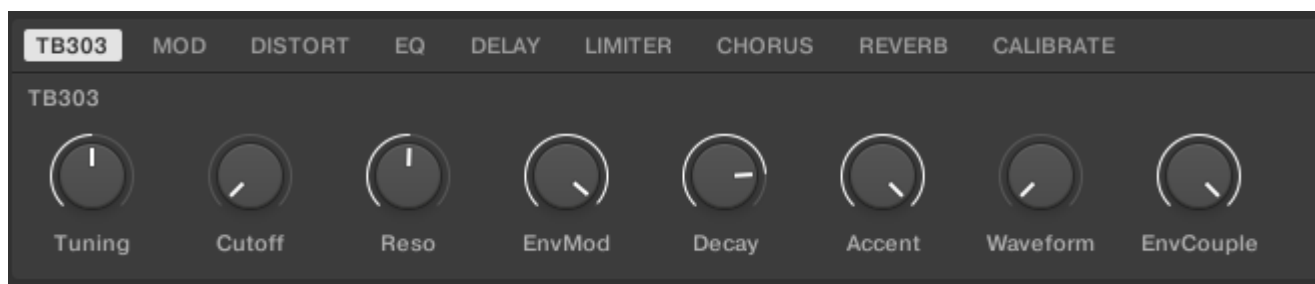 TB303 MOD DISTORT EQ DELAY LIMITER CHORUS REVERB CALIBRATE
TB303
Tuning Cutoff Reso EnvMod Decay Accent Waveform EnvCouple